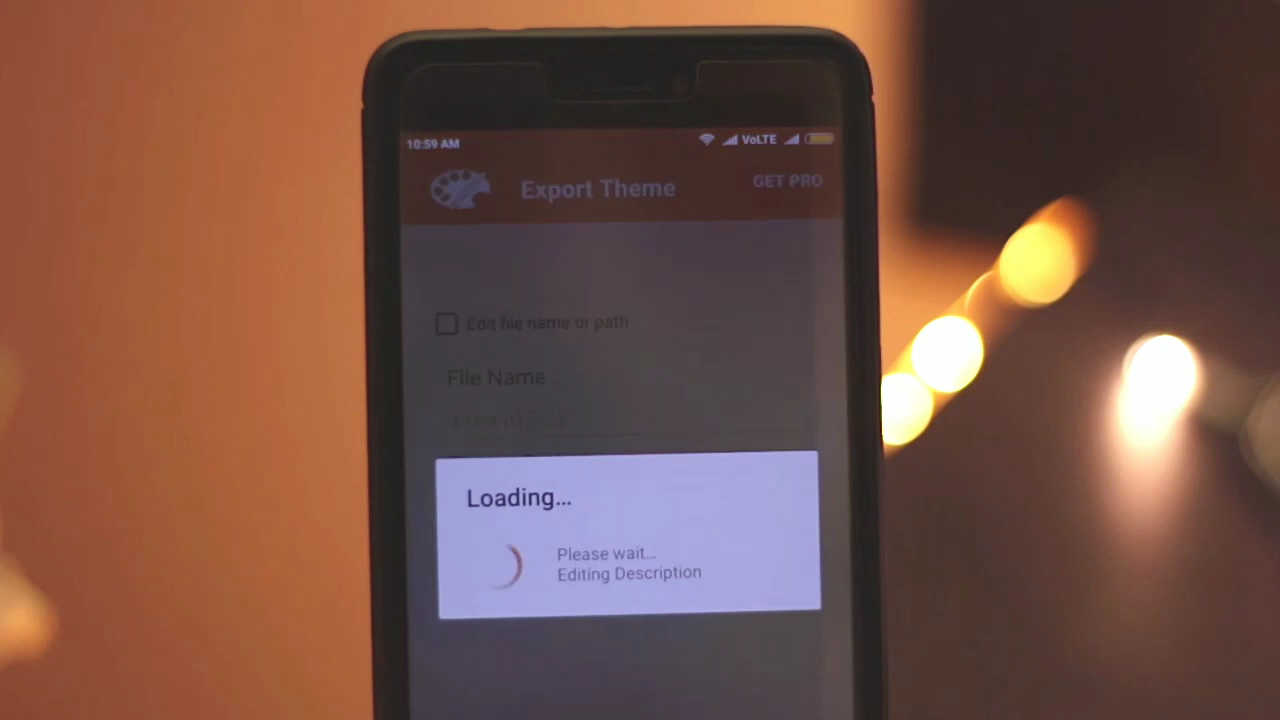 10:59 AM VoLTE
Export Theme GET PRO
Edit file name or path
File Name :
Loading...
Please wait...
Editing Description